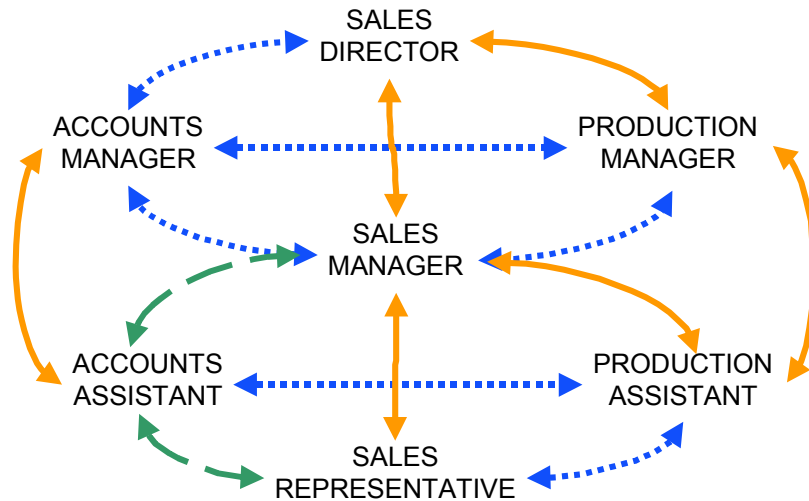 SALES
DIRECTOR
ACCOUNTS
MANAGER
PRODUCTION
MANAGER
SALES
MANAGER
ACCOUNTS
ASSISTANT
PRODUCTION
ASSISTANT
SALES
REPRESENTATIVE